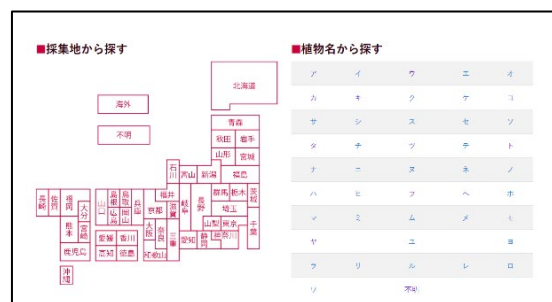 ■採集地から探す
北海道
海外
不明
青森
秋田 岩手
山形 宮城
石川 富山 新潟 福島
長崎 佐賀 福岡 大分 熊本 宮崎 鹿児島 沖縄
山口 島根 鳥取 広島 岡山 兵庫
福井 京都 滋賀 岐阜 長野 群馬 栃木 茨城
埼玉 千葉
山梨 東京
愛媛 香川 大阪 奈良 三重 愛知 静岡 神奈川
高知 徳島 和歌山
■植物名から探す
ア イ ウ エ オ
カ キ ク ケ コ
サ シ ス セ ソ
タ チ ツ テ ト
ナ ニ ヌ ネ ノ
ハ ヒ フ ヘ ホ
マ ミ ム メ モ
ヤ ユ ヨ
ラ リ ル レ ロ
ワ 不明